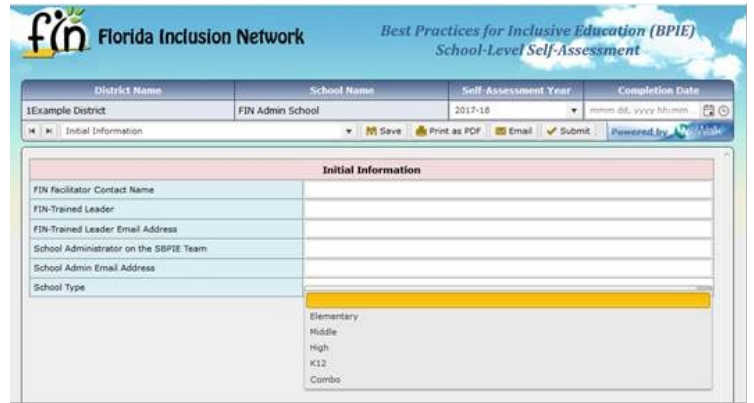 fin Florida Inclusion Network
Best Practices for Inclusive Education (BPIE)
School-Level Self-Assessment
District Name School Name Self-Assessment Year Completion Date
1Example District FIN Admin School 2017-18 mmm dd, yyyy hh:mm
Initial Information Save Print as PDF Email Submit Powered by
Initial Information
FIN Facilitator Contact Name
FIN-Trained Leader
FIN-Trained Leader Email Address
School Administrator on the SBPIE Team
School Admin Email Address
School Type
Elementary
Middle
High
K12
Combo